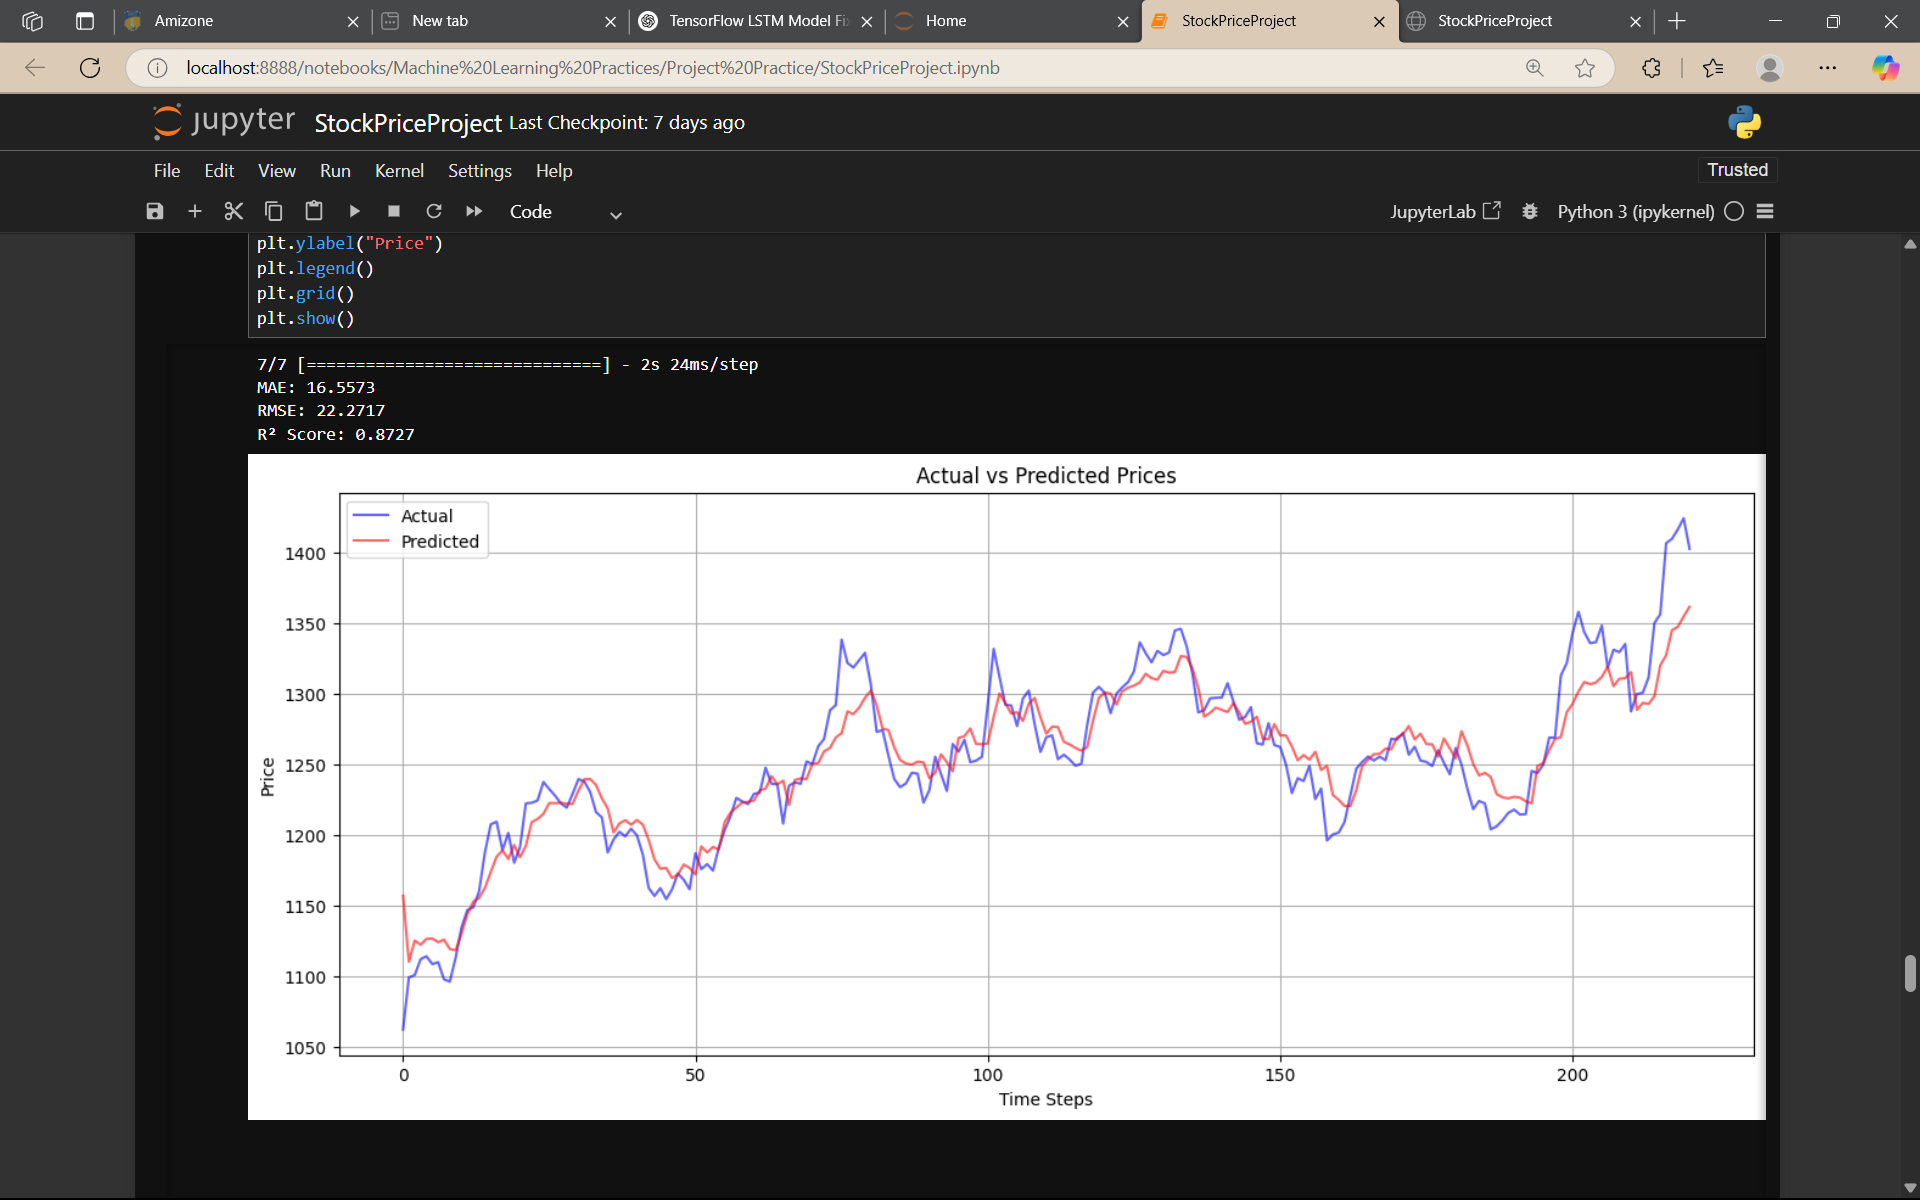 Amizone
New tab
TensorFlow LSTM Model Fi
Home
StockPriceProject
StockPriceProject
localhost:8888/notebooks/Machine%20Learning%20Practices/Project%20Practice/StockPriceProject.ipynb
jupyter StockPriceProject Last Checkpoint: 7 days ago
File Edit View Run Kernel Settings Help
Trusted
Code
JupyterLab
Python 3 (ipykernel)
plt.ylabel("Price")
plt.legend()
plt.grid()
plt.show()
7/7 [==============================] - 2s 24ms/step
MAE: 16.5573
RMSE: 22.2717
R² Score: 0.8727
Actual vs Predicted Prices
Actual
Predicted
1400
1350
1300
1250
1200
1150
1100
1050
Price
0 50 100 150 200
Time Steps